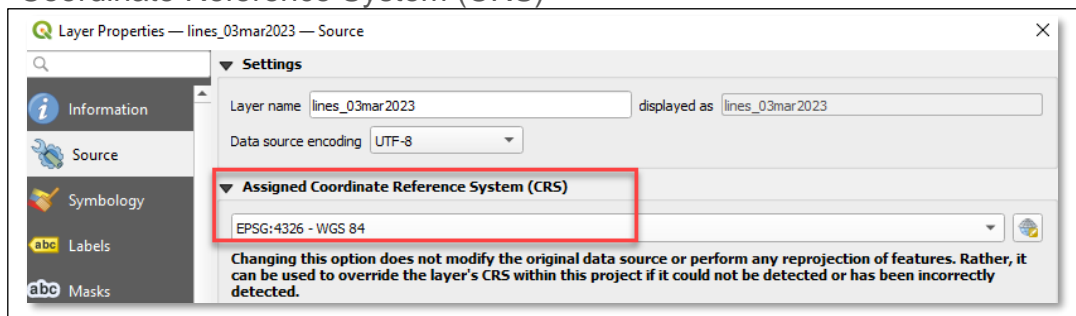 Coordinate Reference System (CRS)
Layer Properties — lines_03mar2023 — Source
Settings
Layer name lines_03mar2023 displayed as lines_03mar2023
Data source encoding UTF-8
Assigned Coordinate Reference System (CRS)
EPSG:4326 - WGS 84
Changing this option does not modify the original data source or perform any reprojection of features. Rather, it
can be used to override the layer's CRS within this project if it could not be detected or has been incorrectly
detected.
Information
Source
Symbology
abc Labels
abc Masks